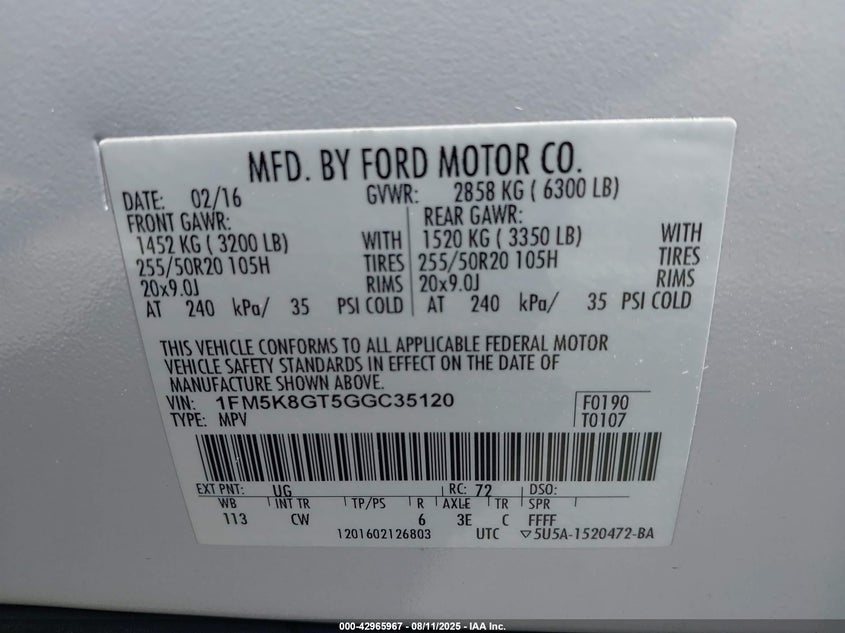 MFD. BY FORD MOTOR CO.
DATE: 02/16 GVWR: 2858 KG ( 6300 LB)
FRONT GAWR: REAR GAWR:
1452 KG ( 3200 LB) WITH 1520 KG ( 3350 LB) WITH
255/50R20 105H TIRES 255/50R20 105H TIRES
20x9.0J RIMS 20x9.0J RIMS
AT 240 kPa/ 35 PSI COLD AT 240 kPa/ 35 PSI COLD
THIS VEHICLE CONFORMS TO ALL APPLICABLE FEDERAL MOTOR
VEHICLE SAFETY STANDARDS IN EFFECT ON THE DATE OF
MANUFACTURE SHOWN ABOVE.
VIN: 1FM5K8GT5GGC35120 F0190
TYPE: MPV T0107
EXT PNT: UG RC: 72 DSO:
WB INT TR TP/PS R AXLE TR SPR
113 CW 6 3E C FFFF
1201602126803 UTC ▽5U5A-1520472-BA
000-42965967 - 08/11/2025 - IAA Inc.